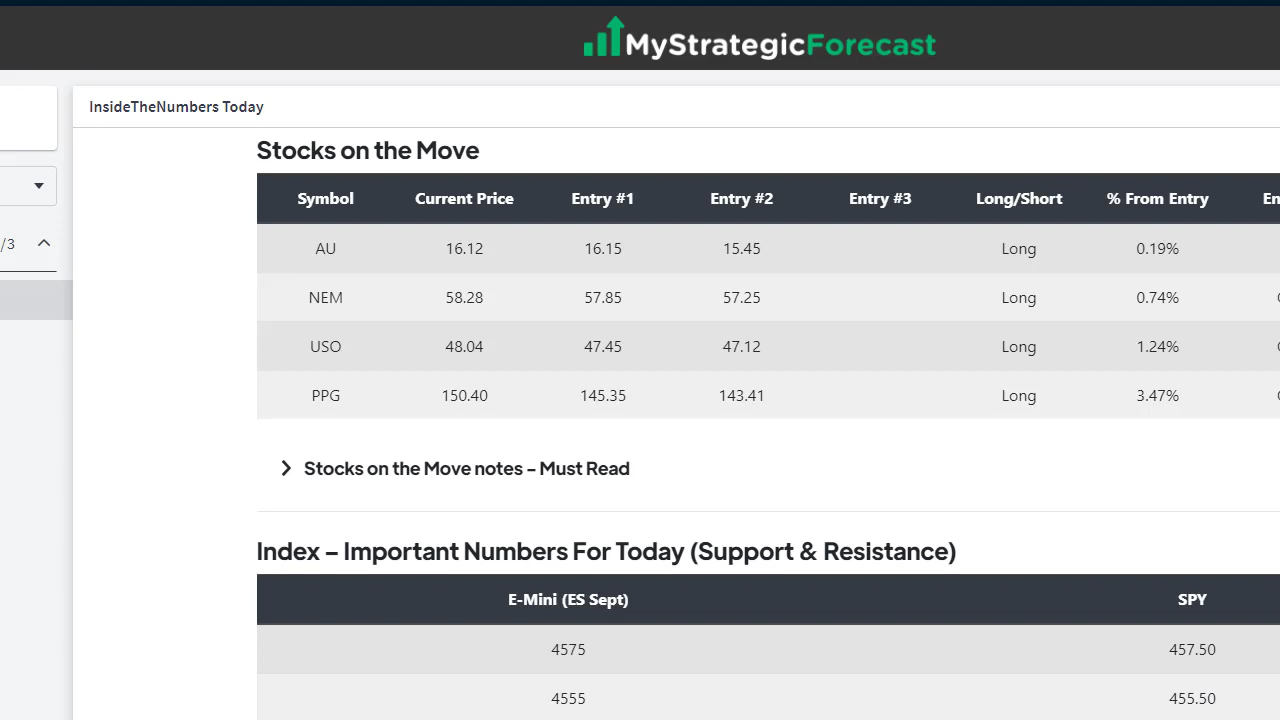 MyStrategicForecast
InsideTheNumbers Today
/3
Stocks on the Move
Symbol Current Price Entry #1 Entry #2 Entry #3 Long/Short % From Entry
AU 16.12 16.15 15.45 Long 0.19%
NEM 58.28 57.85 57.25 Long 0.74%
USO 48.04 47.45 47.12 Long 1.24%
PPG 150.40 145.35 143.41 Long 3.47%
Stocks on the Move notes – Must Read
Index – Important Numbers For Today (Support & Resistance)
E-Mini (ES Sept) SPY
4575 457.50
4555 455.50